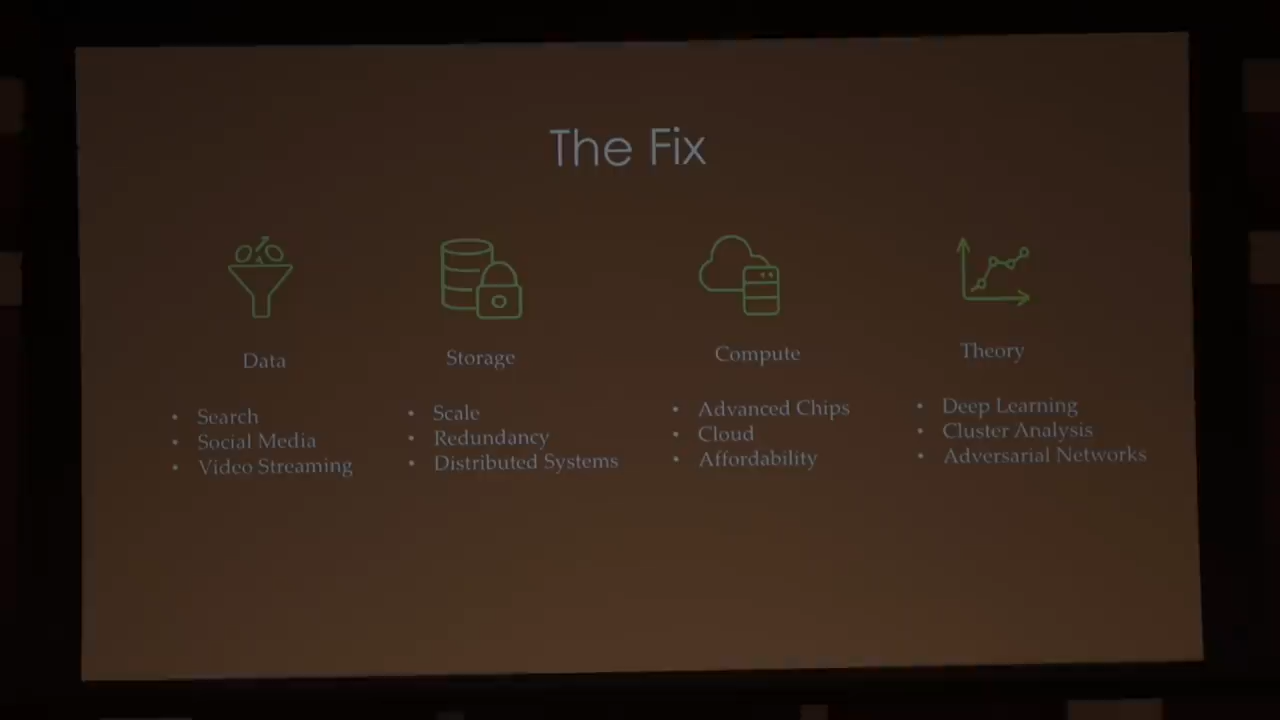 The Fix
Data
• Search
• Social Media
• Video Streaming
Storage
• Scale
• Redundancy
• Distributed Systems
Compute
• Advanced Chips
• Cloud
• Affordability
Theory
• Deep Learning
• Cluster Analysis
• Adversarial Networks